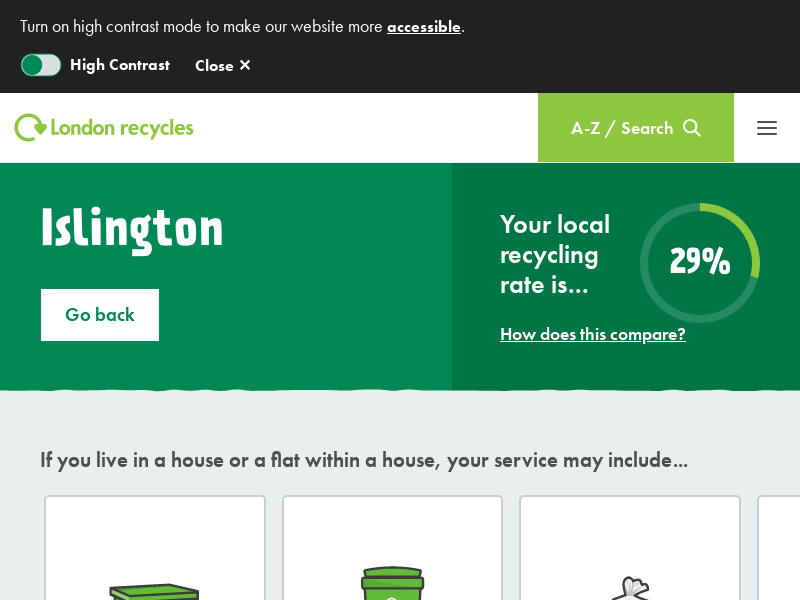 Turn on high contrast mode to make our website more accessible.
High Contrast
Close ✕
London recycles
A-Z / Search
Islington
Go back
Your local
recycling
rate is...
29%
How does this compare?
If you live in a house or a flat within a house, your service may include...